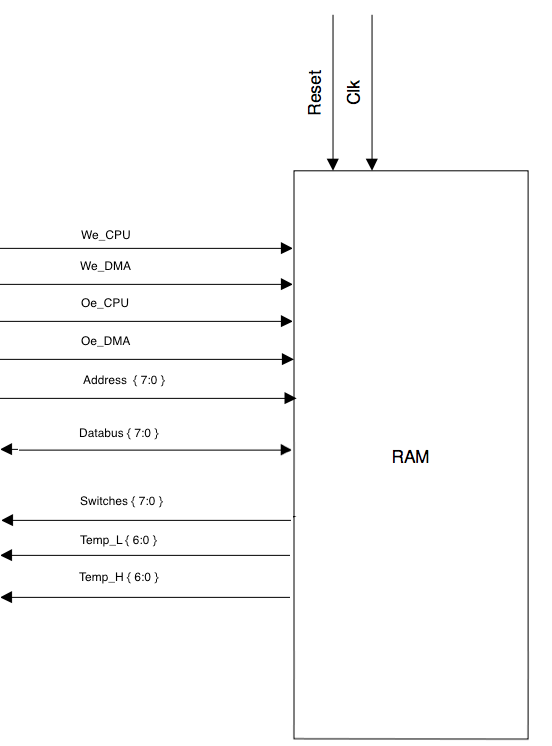 Reset
Clk
We_CPU
We_DMA
Oe_CPU
Oe_DMA
Address { 7:0 }
Databus { 7:0 }
RAM
Switches { 7:0 }
Temp_L { 6:0 }
Temp_H { 6:0 }